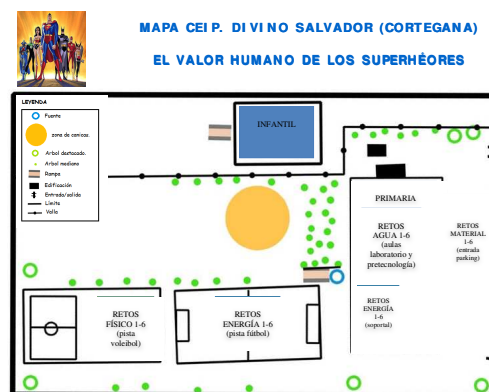 MAPA CEIP. DIVINO SALVADOR (CORTEGANA)
EL VALOR HUMANO DE LOS SUPERHÉORES
LEYENDA
Fuente
zona de canicas.
Arbol destacado.
Arbol mediano
Rampa
Edificación
Entrada/salida
Límite
Valla
INFANTIL
PRIMARIA
RETOS
AGUA 1-6
(aulas
laboratorio y
pretecnología)
RETOS
MATERIAL
1-6
(entrada
parking)
RETOS
ENERGÍA
1-6
(soportal)
RETOS
FÍSICO 1-6
(pista
voleibol)
RETOS
ENERGÍA 1-6
(pista fútbol)